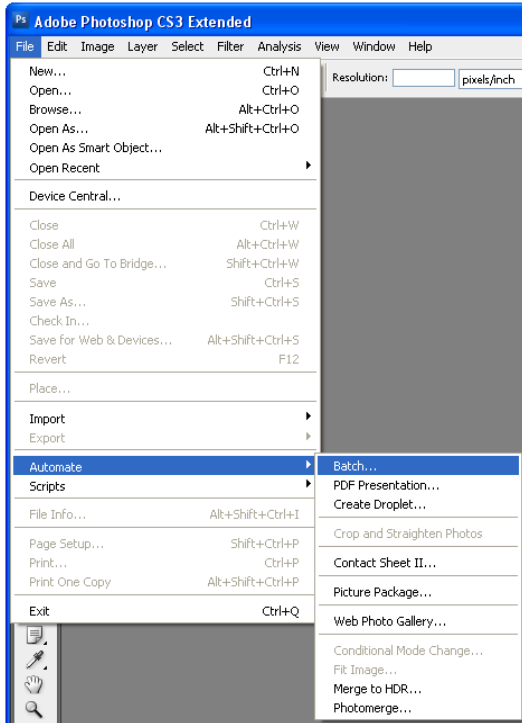 Ps Adobe Photoshop CS3 Extended
File Edit Image Layer Select Filter Analysis View Window Help
Resolution: pixels/inch
New... Ctrl+N
Open... Ctrl+O
Browse... Alt+Ctrl+O
Open As... Alt+Shift+Ctrl+O
Open As Smart Object...
Open Recent
Device Central...
Close Ctrl+W
Close All Alt+Ctrl+W
Close and Go To Bridge... Shift+Ctrl+W
Save Ctrl+S
Save As... Shift+Ctrl+S
Check In...
Save for Web & Devices... Alt+Shift+Ctrl+S
Revert F12
Place...
Import
Export
Automate
Scripts
File Info... Alt+Shift+Ctrl+I
Page Setup... Shift+Ctrl+P
Print... Ctrl+P
Print One Copy Alt+Shift+Ctrl+P
Exit Ctrl+Q
Batch...
PDF Presentation...
Create Droplet...
Crop and Straighten Photos
Contact Sheet II...
Picture Package...
Web Photo Gallery...
Conditional Mode Change...
Fit Image...
Merge to HDR...
Photomerge...